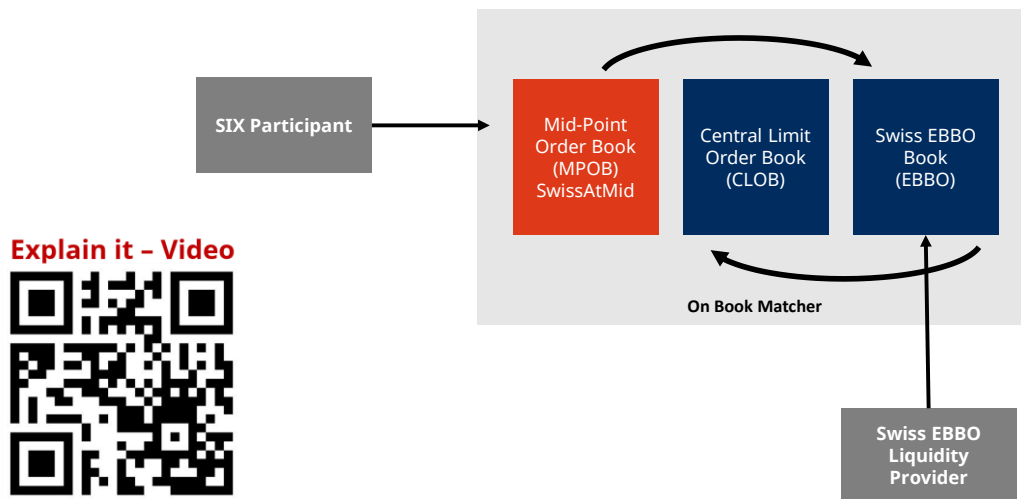 SIX Participant
Mid-Point
Order Book
(MPOB)
SwissAtMid
Central Limit
Order Book
(CLOB)
Swiss EBBO
Book
(EBBO)
On Book Matcher
Explain it – Video
Swiss EBBO
Liquidity
Provider